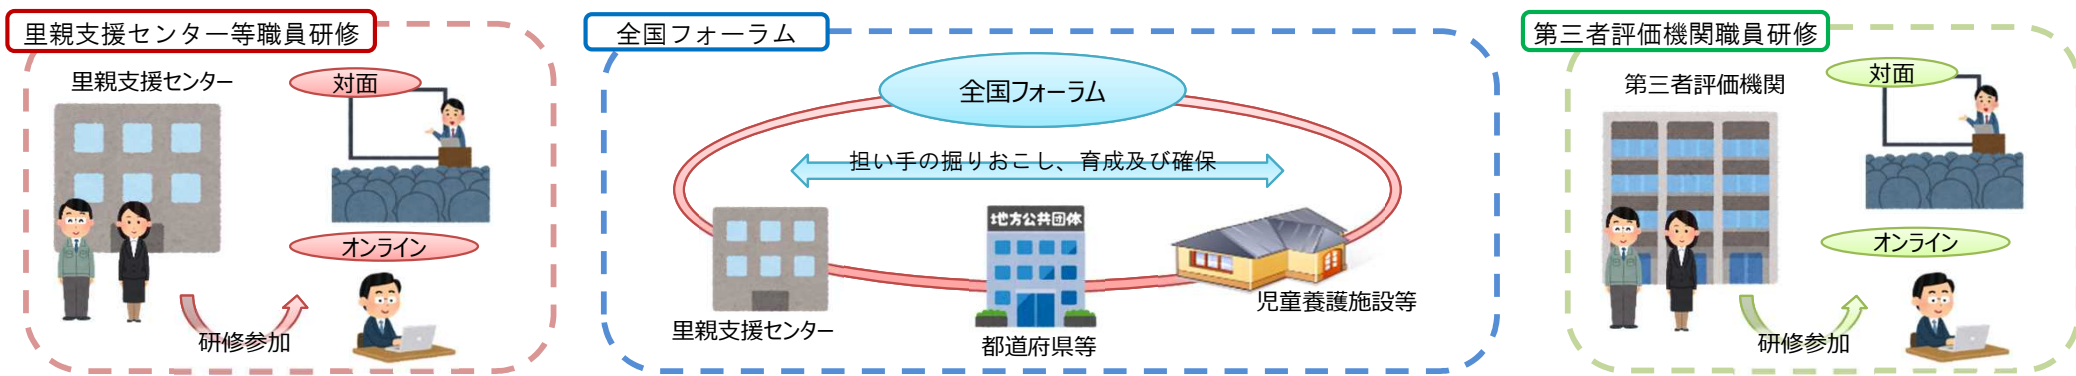 里親支援センター等職員研修
里親支援センター
対面
オンライン
研修参加
全国フォーラム
全国フォーラム
担い手の掘りおこし、育成及び確保
里親支援センター
地方公共団体
都道府県等
児童養護施設等
第三者評価機関職員研修
第三者評価機関
対面
オンライン
研修参加